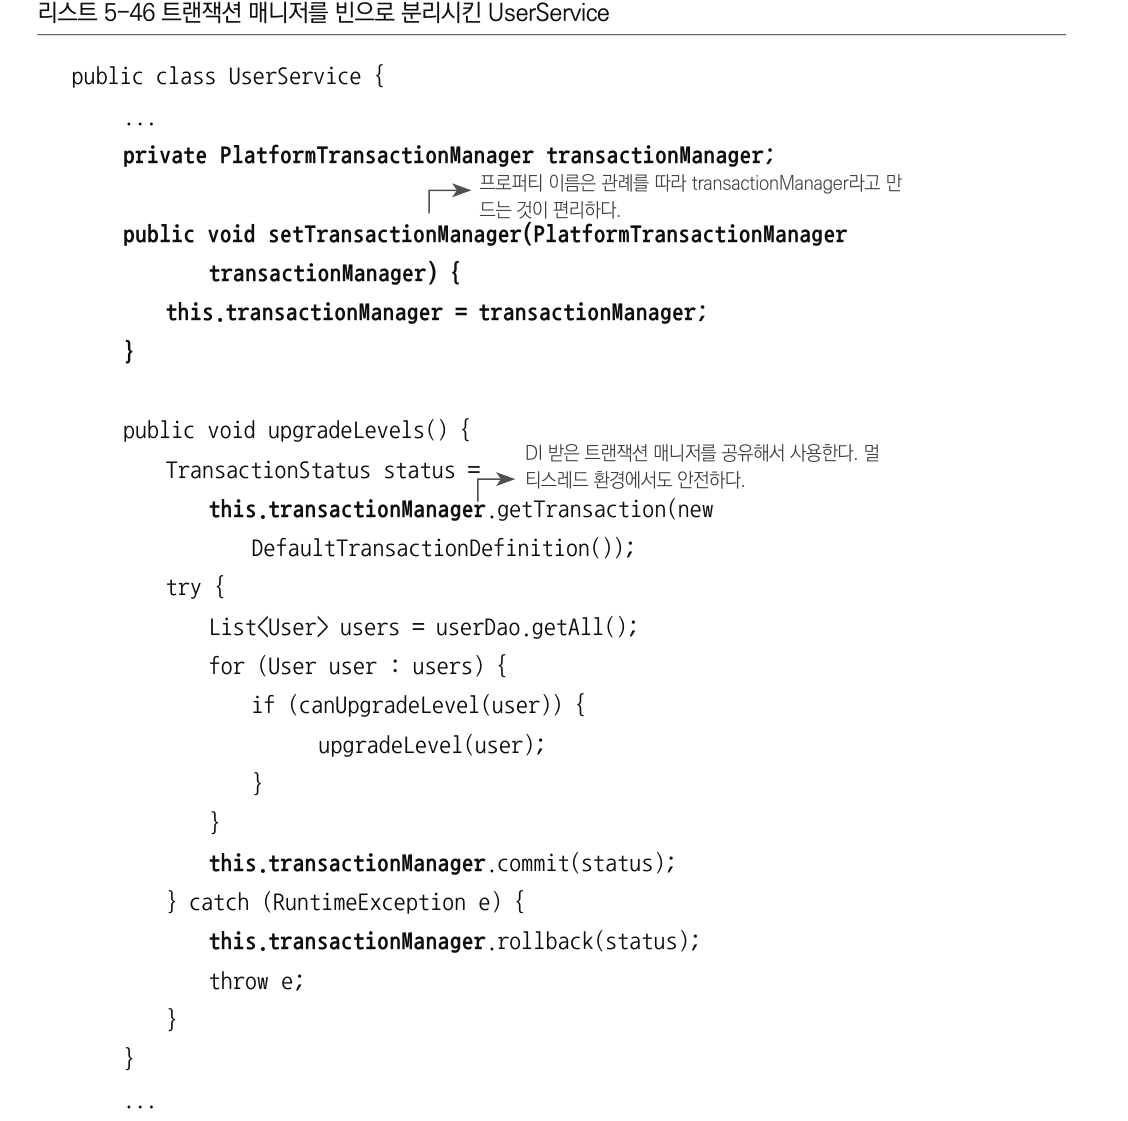 리스트 5-46 트랜잭션 매니저를 빈으로 분리시킨 UserService
public class UserService {
...
private PlatformTransactionManager transactionManager;
프로퍼티 이름은 관례를 따라 transactionManager라고 만
드는 것이 편리하다.
public void setTransactionManager(PlatformTransactionManager
transactionManager) {
this.transactionManager = transactionManager;
}
public void upgradeLevels() {
DI 받은 트랜잭션 매니저를 공유해서 사용한다. 멀
티스레드 환경에서도 안전하다.
TransactionStatus status =
this.transactionManager.getTransaction(new
DefaultTransactionDefinition());
try {
List<User> users = userDao.getAll();
for (User user : users) {
if (canUpgradeLevel(user)) {
upgradeLevel(user);
}
}
this.transactionManager.commit(status);
} catch (RuntimeException e) {
this.transactionManager.rollback(status);
throw e;
}
}
...